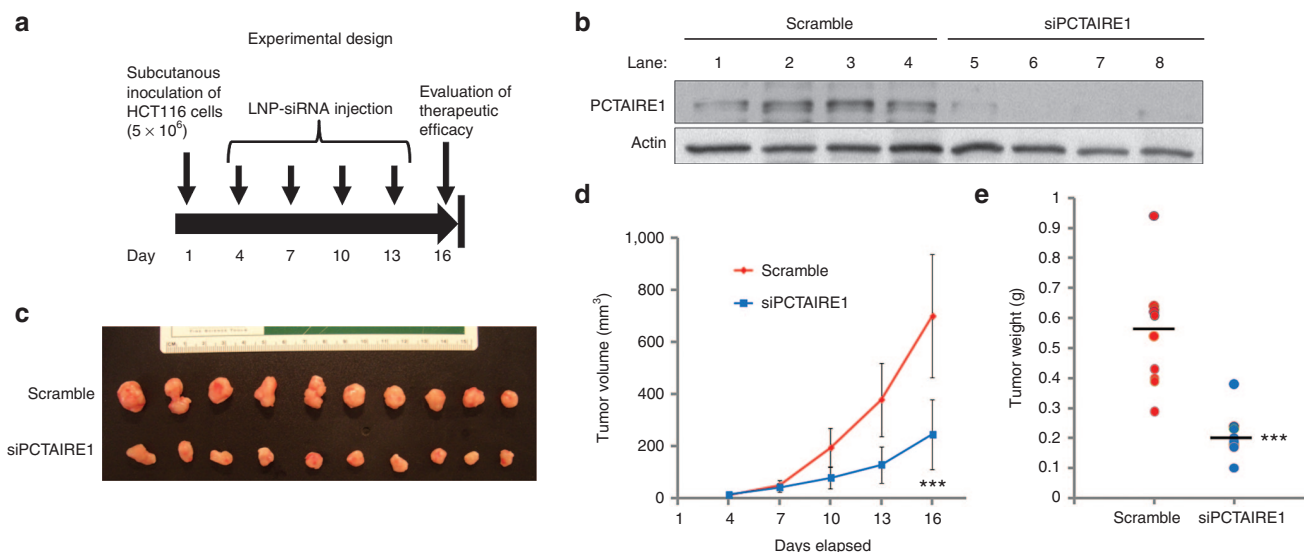 a
Experimental design
Subcutanous
inoculation of
HCT116 cells
(5 × 10⁶)
LNP-siRNA injection
Evaluation of
therapeutic
efficacy
Day 1 4 7 10 13 16
b
Scramble siPCTAIRE1
Lane: 1 2 3 4 5 6 7 8
PCTAIRE1
Actin
c
Scramble
siPCTAIRE1
d
Tumor volume (mm³)
1,000
800
600
400
200
0
Scramble
siPCTAIRE1
***
1 4 7 10 13 16
Days elapsed
e
Tumor weight (g)
1
0.9
0.8
0.7
0.6
0.5
0.4
0.3
0.2
0.1
0
***
Scramble siPCTAIRE1